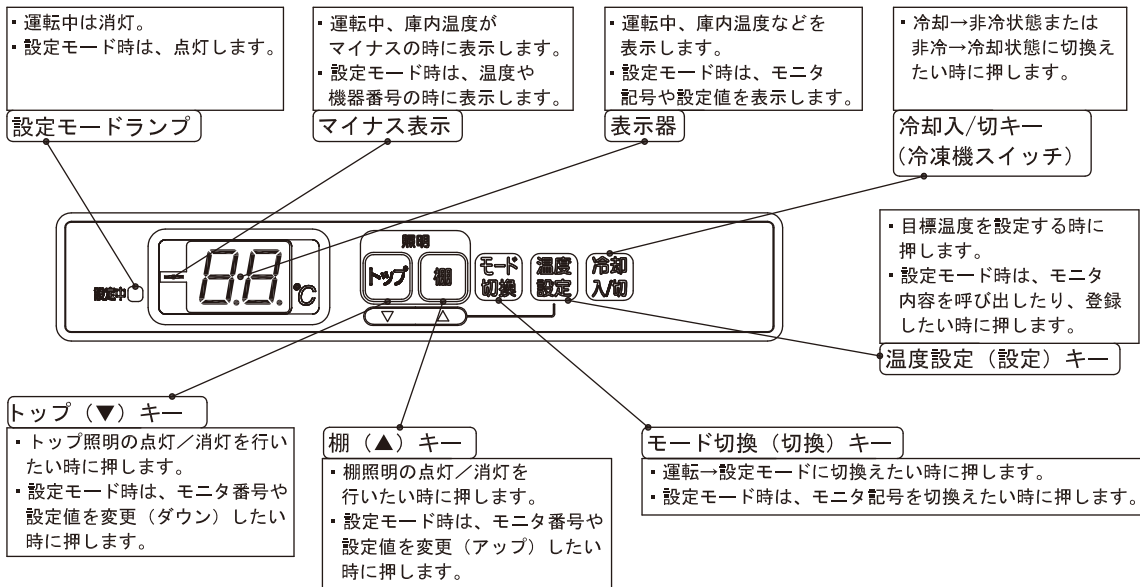 ・運転中は消灯。
・設定モード時は、点灯します。
設定モードランプ
・運転中、庫内温度が
マイナスの時に表示します。
・設定モード時は、温度や
機器番号の時に表示します。
マイナス表示
・運転中、庫内温度などを
表示します。
・設定モード時は、モニタ
記号や設定値を表示します。
表示器
・冷却→非冷状態または
非冷→冷却状態に切換え
たい時に押します。
冷却入/切キー
(冷凍機スイッチ)
設定中
8.8.
℃
照明
トップ
棚
モード
切換
温度
設定
冷却
入/切
▽
△
・目標温度を設定する時に
押します。
・設定モード時は、モニタ
内容を呼び出したり、登録
したい時に押します。
温度設定（設定）キー
トップ（▼）キー
・トップ照明の点灯／消灯を行い
たい時に押します。
・設定モード時は、モニタ番号や
設定値を変更（ダウン）したい
時に押します。
棚（▲）キー
・棚照明の点灯／消灯を
行いたい時に押します。
・設定モード時は、モニタ番号や
設定値を変更（アップ）したい
時に押します。
モード切換（切換）キー
・運転→設定モードに切換えたい時に押します。
・設定モード時は、モニタ記号を切換えたい時に押します。